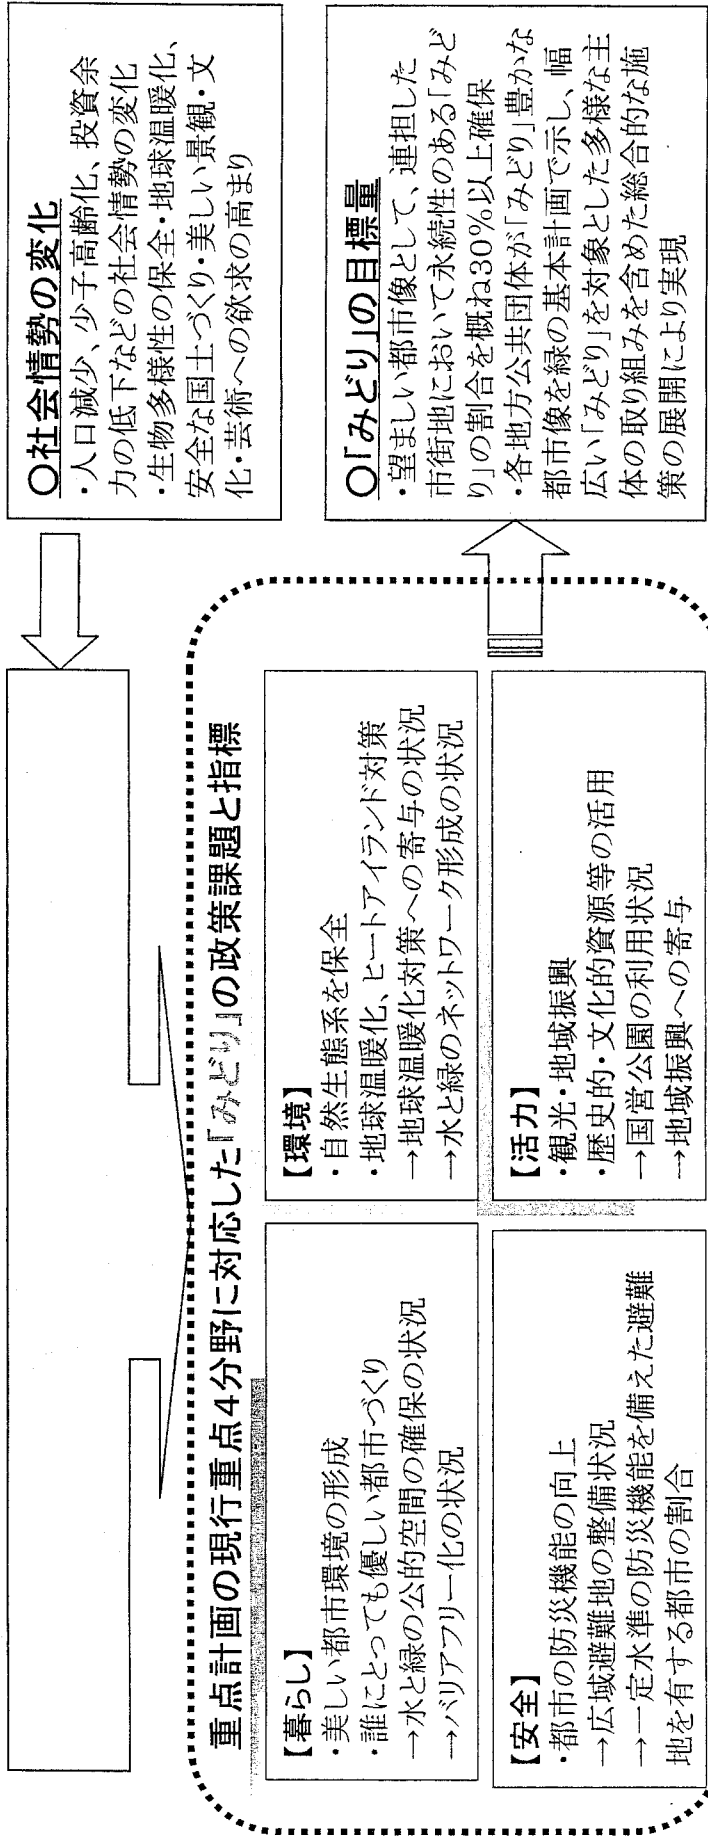 〇社会情勢の変化
・人口減少、少子高齢化、投資余
力の低下などの社会情勢の変化
・生物多様性の保全・地球温暖化、
安全な国土づくり・美しい景観・文
化・芸術への欲求の高まり
重点計画の現行重点4分野に対応した「みどり」の政策課題と指標
【暮らし】
・美しい都市環境の形成
・誰にとっても優しい都市づくり
→水と緑の公的空間の確保の状況
→バリアフリー化の状況
【環境】
・自然生態系を保全
・地球温暖化、ヒートアイランド対策
→地球温暖化対策への寄与の状況
→水と緑のネットワーク形成の状況
【安全】
・都市の防災機能の向上
→広域避難地の整備状況
→一定水準の防災機能を備えた避難
地を有する都市の割合
【活力】
・観光・地域振興
・歴史的・文化的資源等の活用
→国営公園の利用状況
→地域振興への寄与
〇「みどり」の目標量
・望ましい都市像として、連担した
市街地において永続性のある「みど
り」の割合を概ね30%以上確保
・各地方公共団体が「みどり」豊かな
都市像を緑の基本計画で示し、幅
広い「みどり」を対象とした多様な主
体の取り組みを含めた総合的な施
策の展開により実現